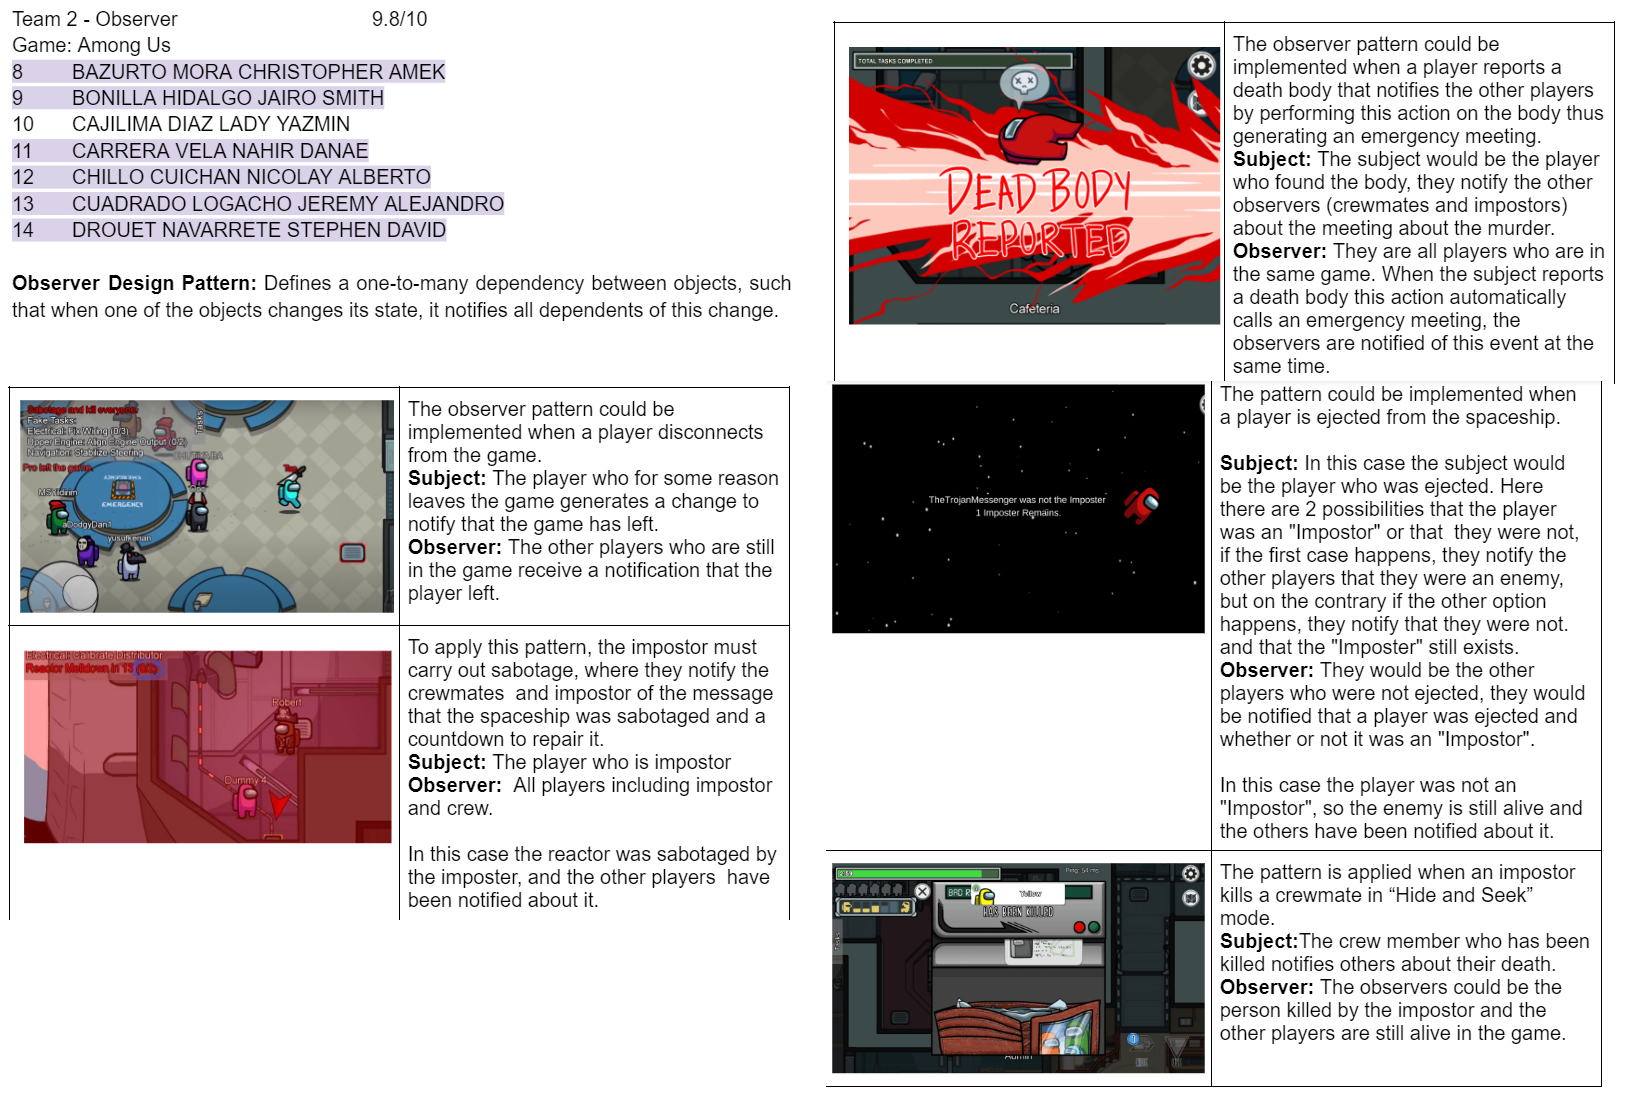 Team 2 - Observer 9.8/10
Game: Among Us
8 BAZURTO MORA CHRISTOPHER AMEK
9 BONILLA HIDALGO JAIRO SMITH
10 CAJILIMA DIAZ LADY YAZMIN
11 CARRERA VELA NAHIR DANAE
12 CHILLO CUICHAN NICOLAY ALBERTO
13 CUADRADO LOGACHO JEREMY ALEJANDRO
14 DROUET NAVARRETE STEPHEN DAVID
Observer Design Pattern: Defines a one-to-many dependency between objects, such
that when one of the objects changes its state, it notifies all dependents of this change.
Sabotage and kill everyone
Fake Tasks:
Electrical: Fix Wiring (0/3)
Upper Engine: Align Engine Output (0/2)
Navigation: Stabilize Steering
Pro left the game.
Tasks
EMERGENCY
aDodgyDan1
yusufkenan
The observer pattern could be
implemented when a player disconnects
from the game.
Subject: The player who for some reason
leaves the game generates a change to
notify that the game has left.
Observer: The other players who are still
in the game receive a notification that the
player left.
Electrical: Calibrate Distributor
Reactor Meltdown in 13
Robert
Dummy 4
To apply this pattern, the impostor must
carry out sabotage, where they notify the
crewmates  and impostor of the message
that the spaceship was sabotaged and a
countdown to repair it.
Subject: The player who is impostor
Observer:  All players including impostor
and crew.
In this case the reactor was sabotaged by
the imposter, and the other players  have
been notified about it.
TOTAL TASKS COMPLETED
DEAD BODY
REPORTED
Cafeteria
The observer pattern could be
implemented when a player reports a
death body that notifies the other players
by performing this action on the body thus
generating an emergency meeting.
Subject: The subject would be the player
who found the body, they notify the other
observers (crewmates and impostors)
about the meeting about the murder.
Observer: They are all players who are in
the same game. When the subject reports
a death body this action automatically
calls an emergency meeting, the
observers are notified of this event at the
same time.
TheTrojanMessenger was not the Imposter
1 Imposter Remains.
The pattern could be implemented when
a player is ejected from the spaceship.
Subject: In this case the subject would
be the player who was ejected. Here
there are 2 possibilities that the player
was an "Impostor" or that  they were not,
if the first case happens, they notify the
other players that they were an enemy,
but on the contrary if the other option
happens, they notify that they were not.
and that the "Imposter" still exists.
Observer: They would be the other
players who were not ejected, they would
be notified that a player was ejected and
whether or not it was an "Impostor".
In this case the player was not an
"Impostor", so the enemy is still alive and
the others have been notified about it.
Ping: 54 ms
Yellow
HAS BEEN KILLED
Tasks
Admin
The pattern is applied when an impostor
kills a crewmate in “Hide and Seek”
mode.
Subject:The crew member who has been
killed notifies others about their death.
Observer: The observers could be the
person killed by the impostor and the
other players are still alive in the game.